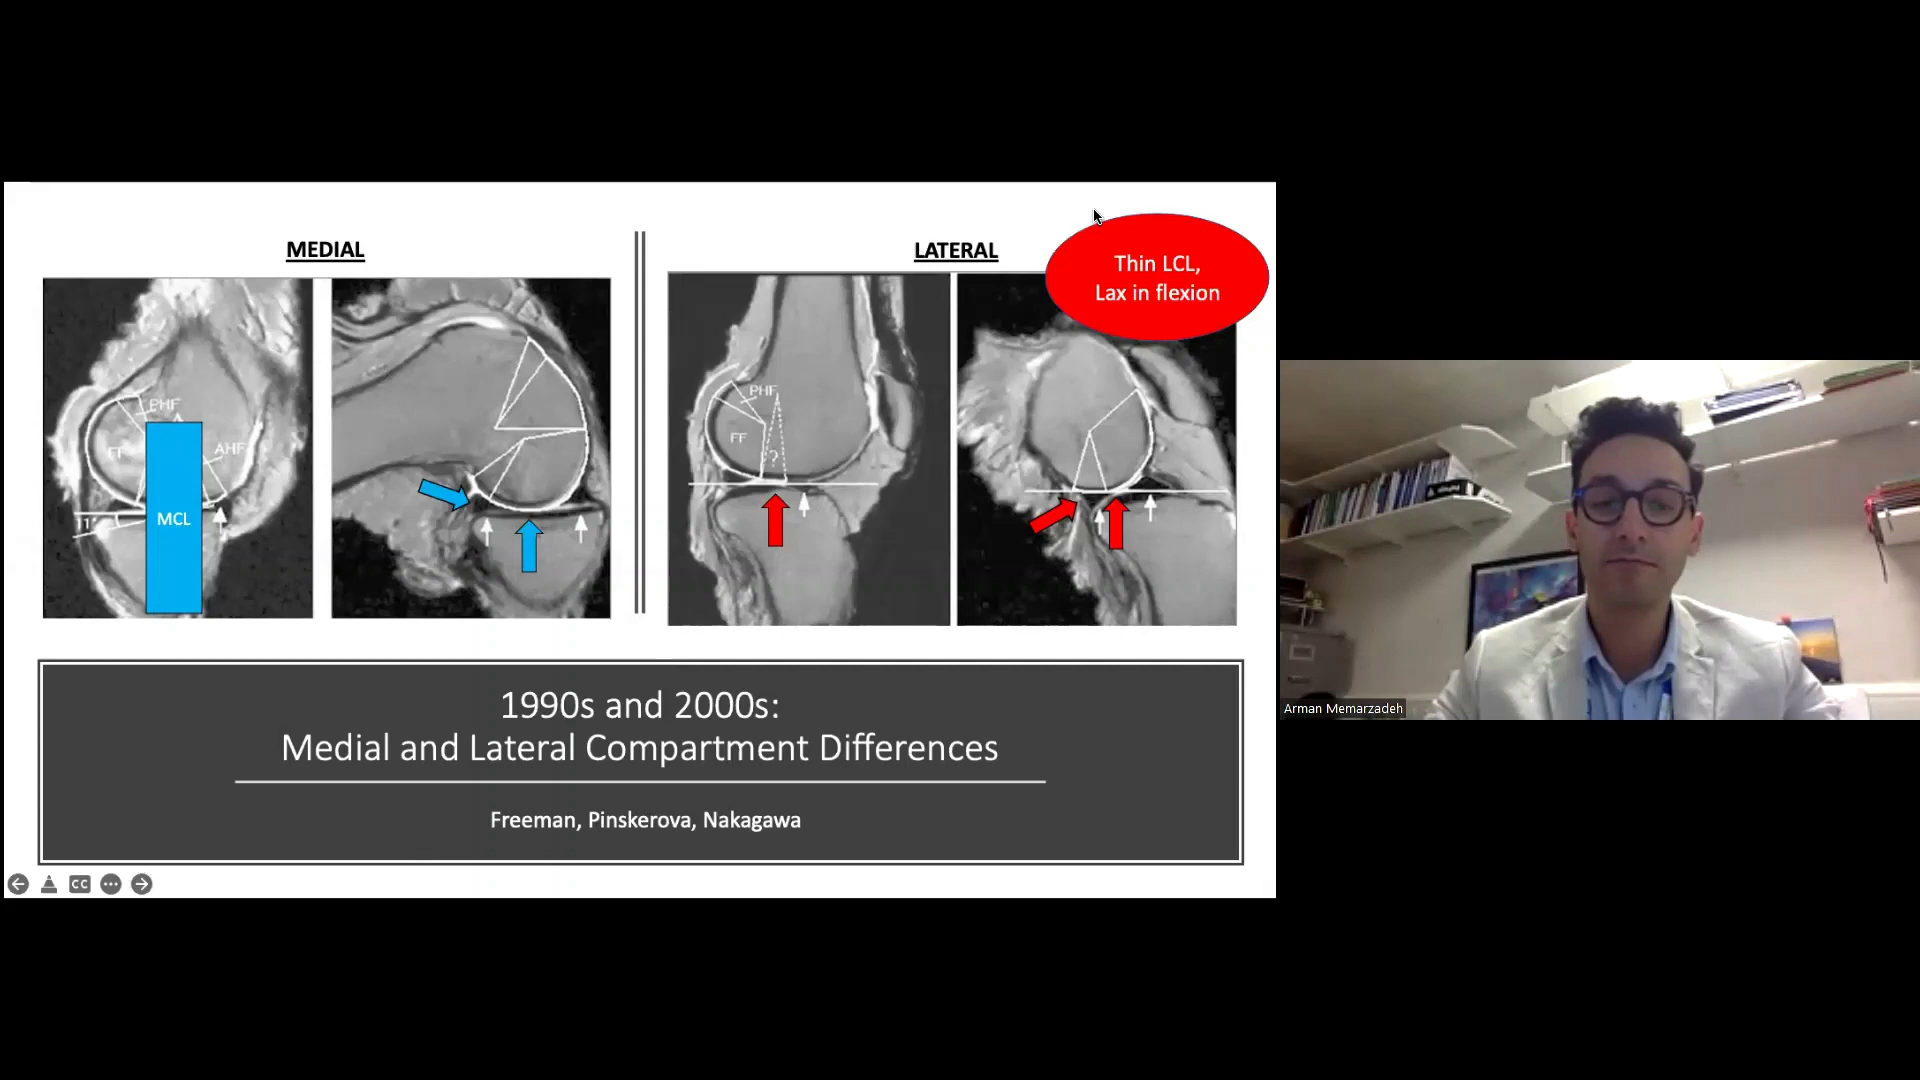 MEDIAL
LATERAL
Thin LCL,
Lax in flexion
PHF
FF
AHF
MCL
PHF
FF
?
1990s and 2000s:
Medial and Lateral Compartment Differences
Freeman, Pinskerova, Nakagawa
CC
Arman Memarzadeh